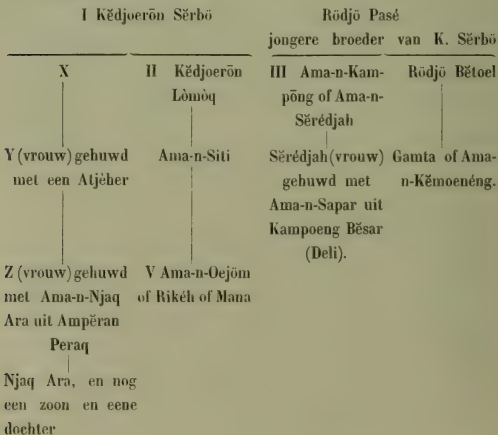 I Kĕdjoerōn Sĕrbö
Rödjö Pasé
jongere broeder van K. Sĕrbö
X
II Kĕdjoerōn
Lòmòq
III Ama-n-Kam-
pōng of Ama-n-
Sĕrédjah
Rödjö Bĕtoel
Y (vrouw) gehuwd
met een Atjèher
Ama-n-Siti
Sĕrédjah (vrouw)
gehuwd met
Ama-n-Sapar uit
Kampoeng Bĕsar
(Deli).
Gamta of Ama-
n-Kĕmoenéng.
Z (vrouw) gehuwd
met Ama-n-Njaq
Ara uit Ampĕran
Peraq
V Ama-n-Oejöm
of Rikéh of Mana
Njaq Ara, en nog
een zoon en eene
dochter